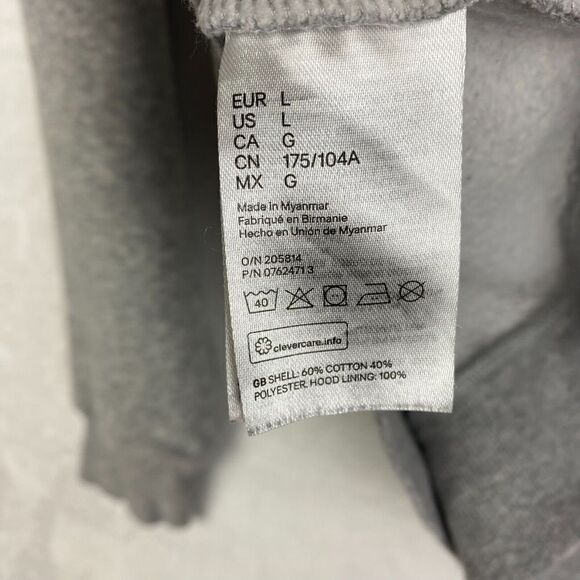 EUR L
US L
CA G
CN 175/104A
MX G
Made in Myanmar
Fabriqué en Birmanie
Hecho en Unión de Myanmar
O/N 205814
P/N 0762471 3
40
clevercare.info
GB SHELL: 60% COTTON 40%
POLYESTER. HOOD LINING: 100%